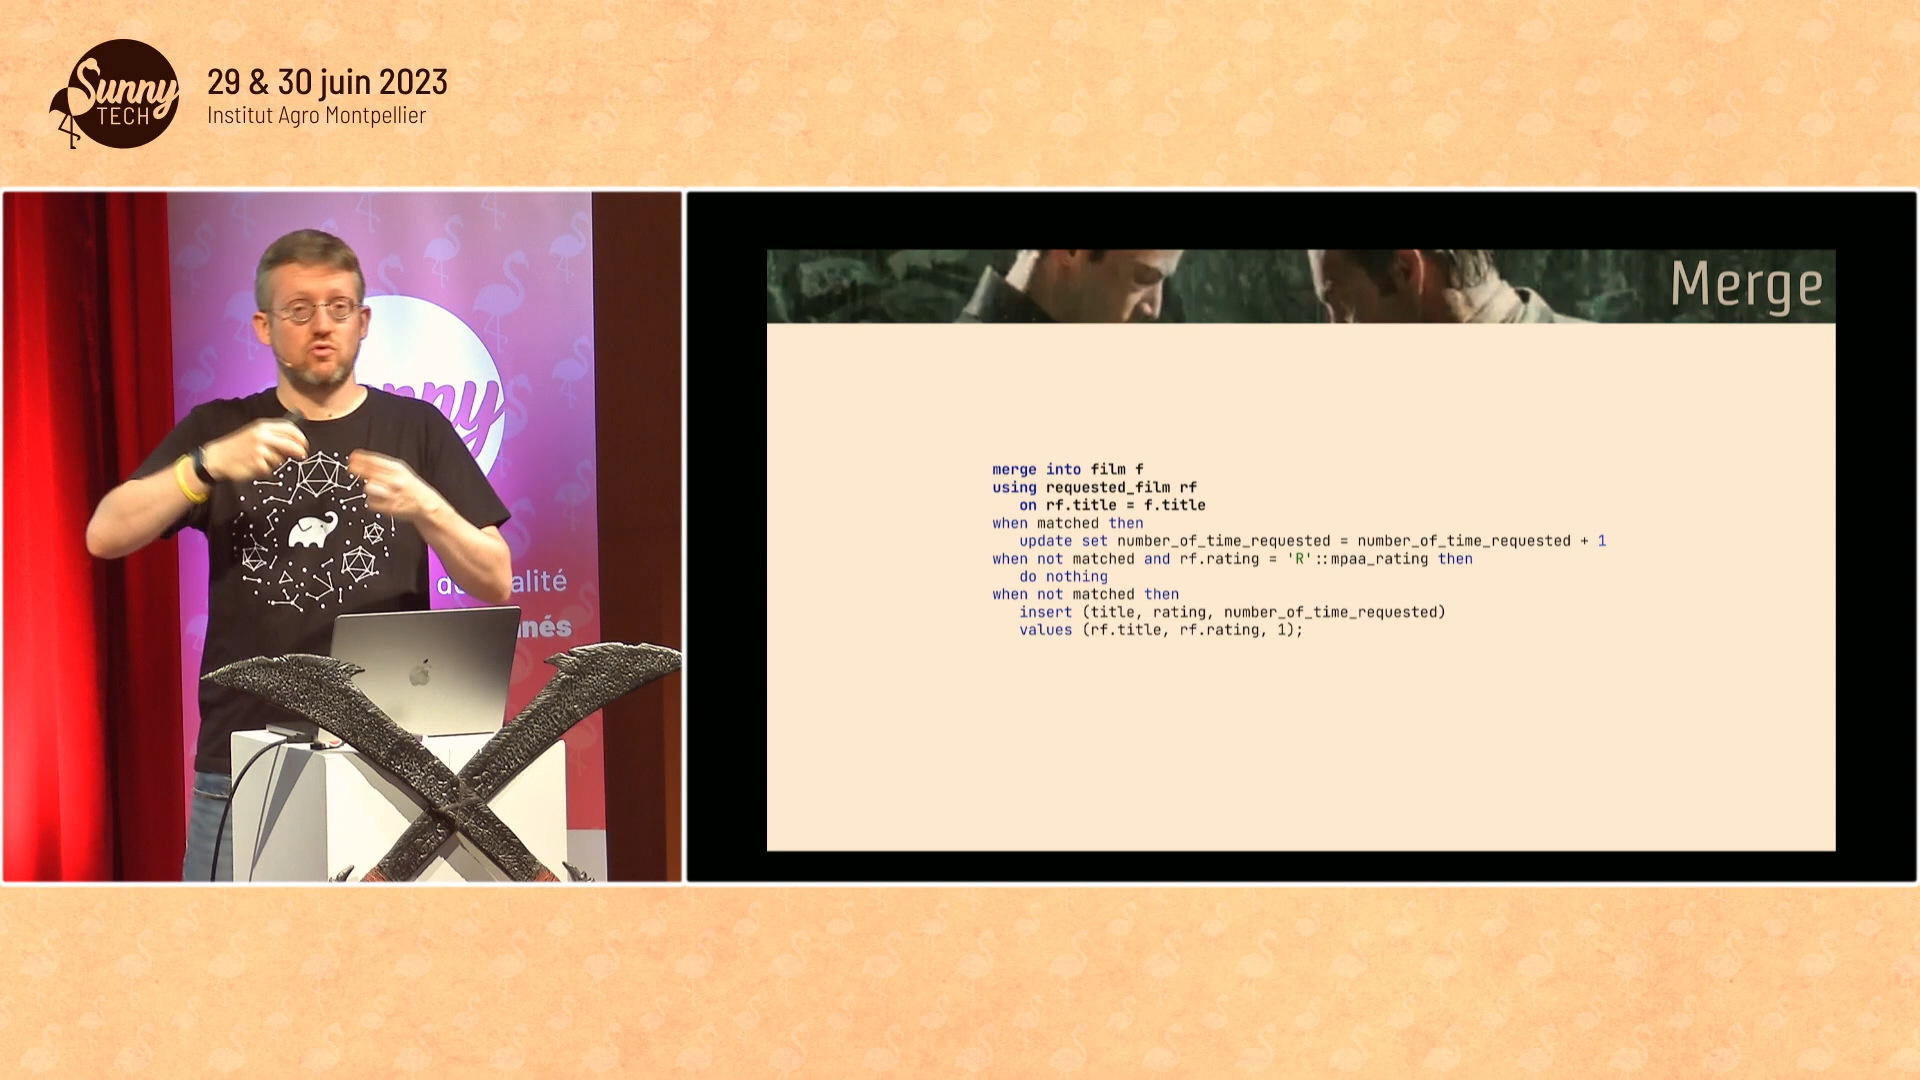 Sunny
TECH
29 & 30 juin 2023
Institut Agro Montpellier
Merge
merge into film f
using requested_film rf
on rf.title = f.title
when matched then
update set number_of_time_requested = number_of_time_requested + 1
when not matched and rf.rating = 'R'::mpaa_rating then
do nothing
when not matched then
insert (title, rating, number_of_time_requested)
values (rf.title, rf.rating, 1);